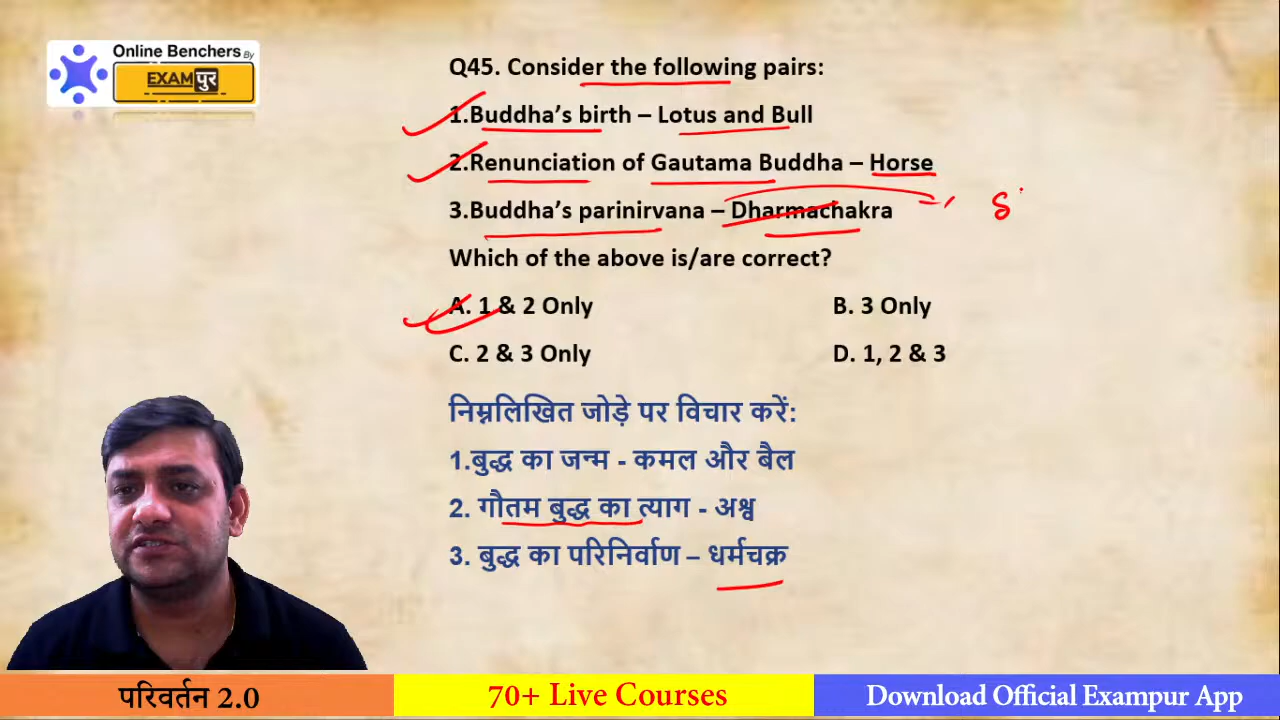 Online Benchers By
EXAMपुर
Q45. Consider the following pairs:
1.Buddha’s birth – Lotus and Bull
2.Renunciation of Gautama Buddha – Horse
3.Buddha’s parinirvana – Dharmachakra
S
Which of the above is/are correct?
A. 1 & 2 Only B. 3 Only
C. 2 & 3 Only D. 1, 2 & 3
निम्नलिखित जोड़े पर विचार करें:
1.बुद्ध का जन्म - कमल और बैल
2. गौतम बुद्ध का त्याग - अश्व
3. बुद्ध का परिनिर्वाण – धर्मचक्र
परिवर्तन 2.0 70+ Live Courses Download Official Exampur App